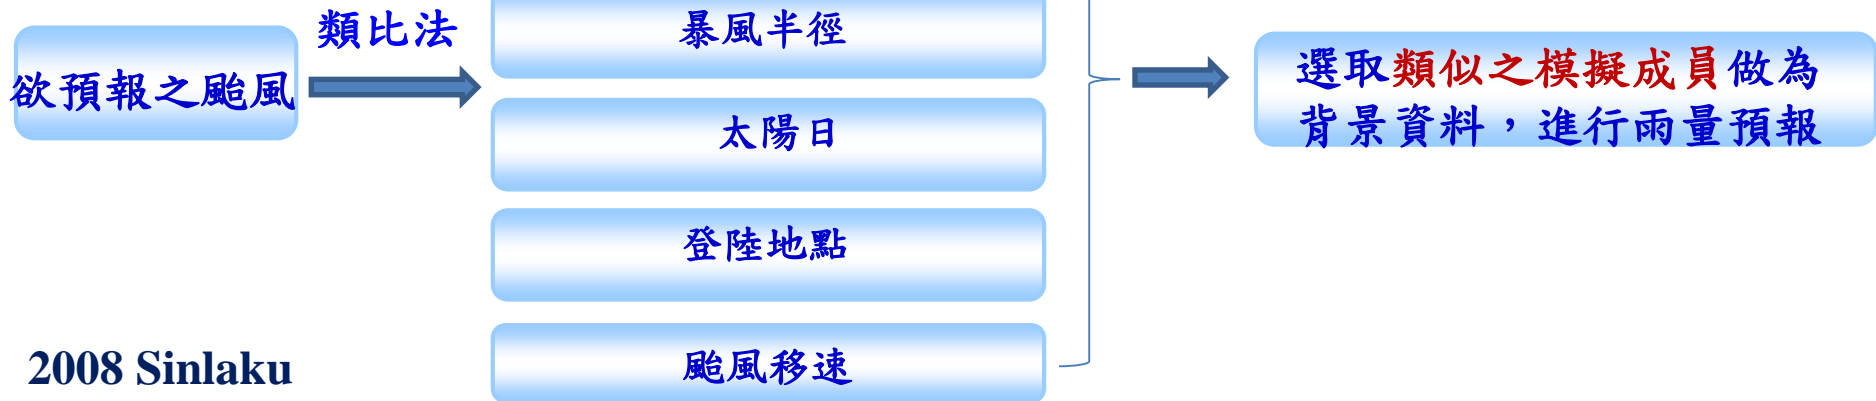 欲預報之颱風
類比法
暴風半徑
太陽日
登陸地點
颱風移速
選取類似之模擬成員做為
背景資料，進行雨量預報
2008 Sinlaku